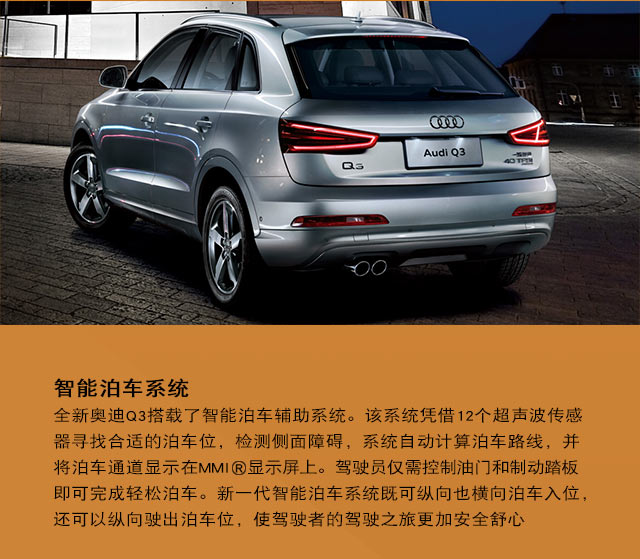 Q3
Audi Q3
40 TFSI
智能泊车系统
全新奥迪Q3搭载了智能泊车辅助系统。该系统凭借12个超声波传感
器寻找合适的泊车位，检测侧面障碍，系统自动计算泊车路线，并
将泊车通道显示在MMI®显示屏上。驾驶员仅需控制油门和制动踏板
即可完成轻松泊车。新一代智能泊车系统既可纵向也横向泊车入位，
还可以纵向驶出泊车位，使驾驶者的驾驶之旅更加安全舒心